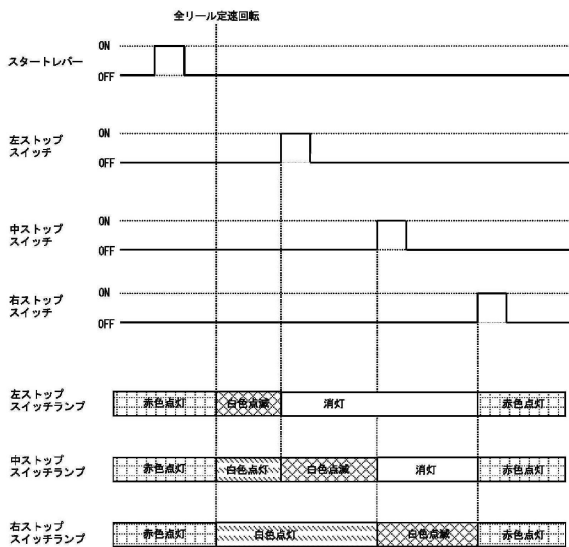 全リール定速回転
スタートレバー
ON
OFF
左ストップ
スイッチ
ON
OFF
中ストップ
スイッチ
ON
OFF
右ストップ
スイッチ
ON
OFF
左ストップ
スイッチランプ
赤色点灯 白色点滅 消灯 赤色点灯
中ストップ
スイッチランプ
赤色点灯 白色点灯 白色点滅 消灯 赤色点灯
右ストップ
スイッチランプ
赤色点灯 白色点灯 白色点滅 赤色点灯